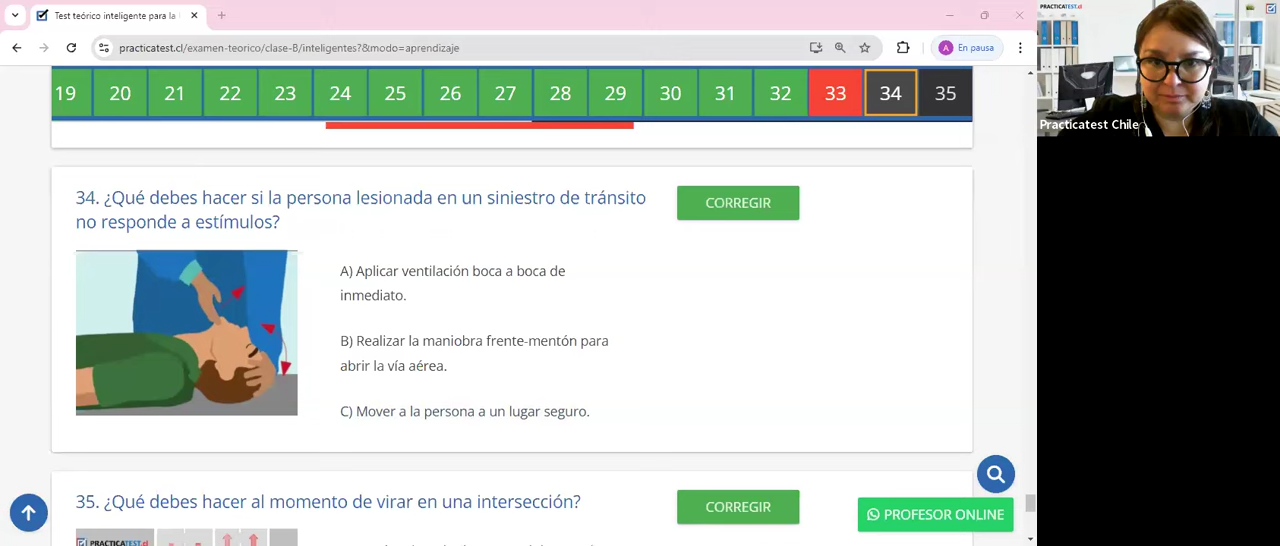 Test teórico inteligente para la
practicatest.cl/examen-teorico/clase-B/inteligentes?&modo=aprendizaje
A
En pausa
19 20 21 22 23 24 25 26 27 28 29 30 31 32 33 34 35
34. ¿Qué debes hacer si la persona lesionada en un siniestro de tránsito
no responde a estímulos?
CORREGIR
A) Aplicar ventilación boca a boca de
inmediato.
B) Realizar la maniobra frente-mentón para
abrir la vía aérea.
C) Mover a la persona a un lugar seguro.
35. ¿Qué debes hacer al momento de virar en una intersección?
CORREGIR
PROFESOR ONLINE
PRACTICATEST.cl
PRACTICATEST.cl
Practicatest Chile